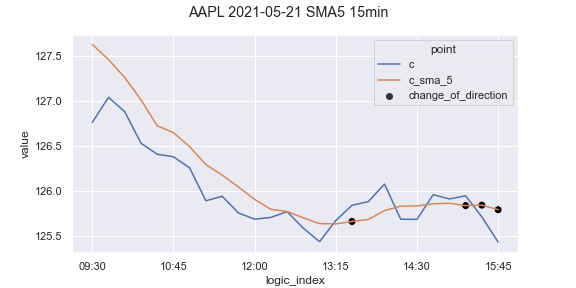 AAPL 2021-05-21 SMA5 15min
point
c
c_sma_5
change_of_direction
127.5
127.0
126.5
126.0
125.5
value
09:30 10:45 12:00 13:15 14:30 15:45
logic_index